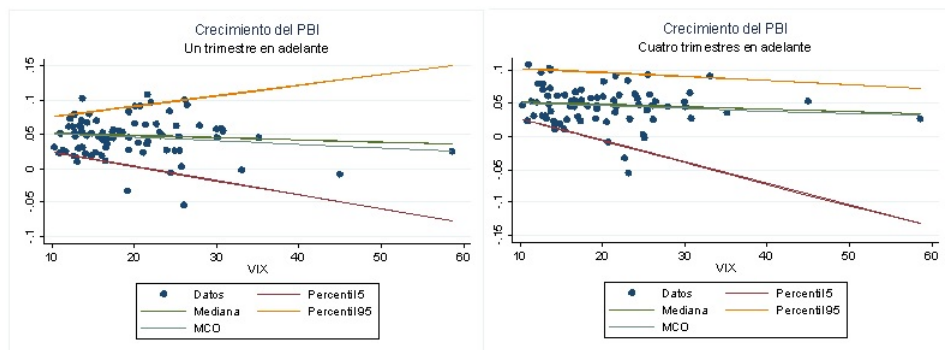 Crecimiento del PBI
Un trimestre en adelante
.15
.1
.05
0
-.05
-.1
10 20 30 40 50 60
VIX
Datos Percentil5
Mediana Percentil95
MCO
Crecimiento del PBI
Cuatro trimestres en adelante
.1
.05
0
-.05
-.1
-.15
10 20 30 40 50 60
VIX
Datos Percentil5
Mediana Percentil95
MCO